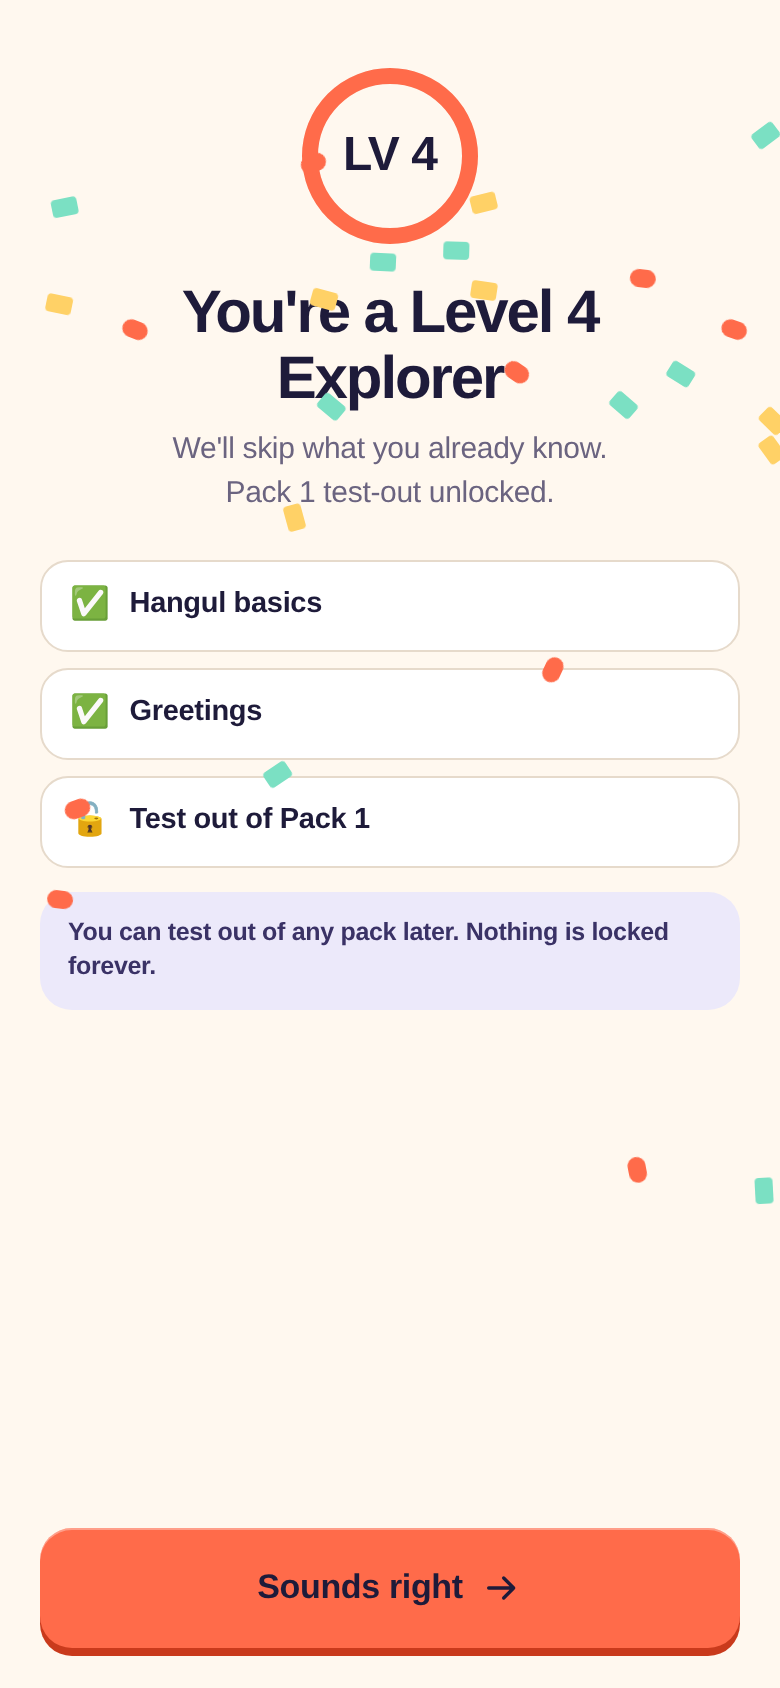 LV 4
You're a Level 4
Explorer
We'll skip what you already know.
Pack 1 test-out unlocked.
Hangul basics
Greetings
Test out of Pack 1
You can test out of any pack later. Nothing is locked
forever.
Sounds right →